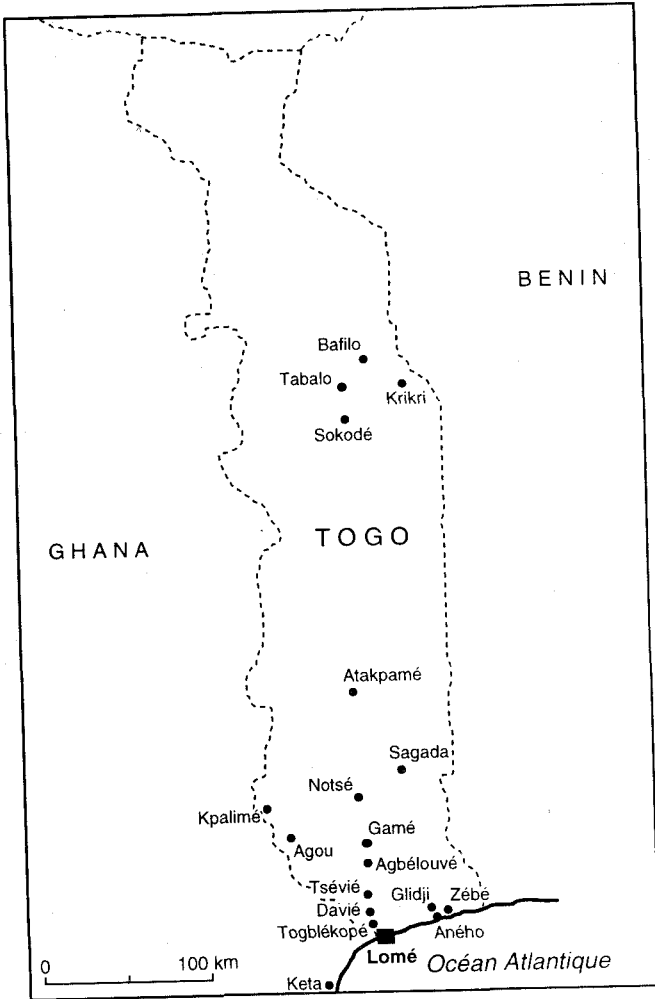 BENIN
Bafilo
Tabalo
Krikri
Sokodé
GHANA
TOGO
Atakpamé
Sagada
Notsé
Kpalimé
Gamé
Agou
Agbélouvé
Tsévié
Glidji
Zébé
Davié
Togblékopé
Aného
Lomé
Océan Atlantique
0
100 km
Keta